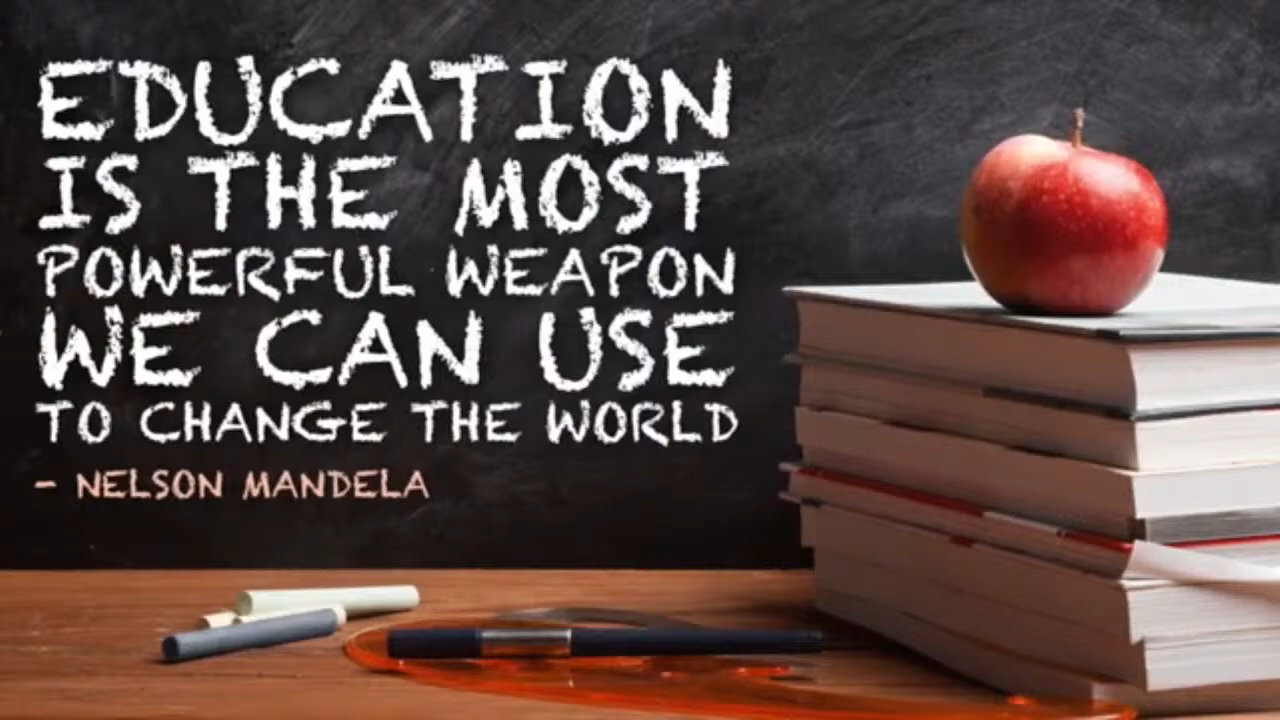 EDUCATION
IS THE MOST
POWERFUL WEAPON
WE CAN USE
TO CHANGE THE WORLD
- NELSON MANDELA